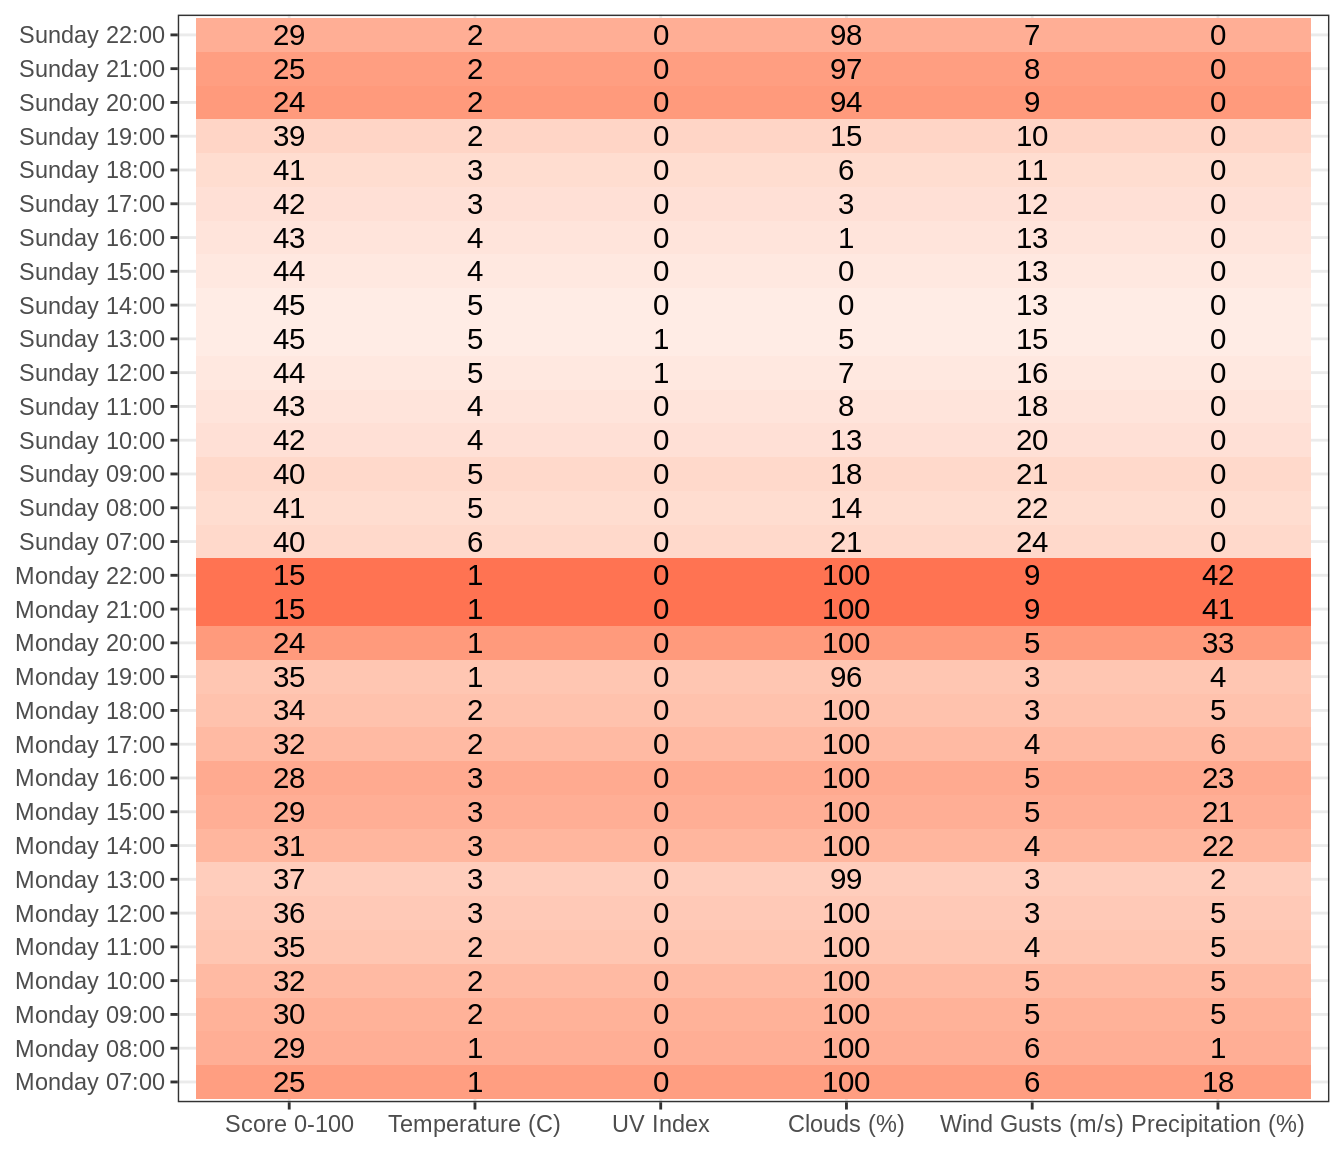 Sunday 22:00 29 2 0 98 7 0
Sunday 21:00 25 2 0 97 8 0
Sunday 20:00 24 2 0 94 9 0
Sunday 19:00 39 2 0 15 10 0
Sunday 18:00 41 3 0 6 11 0
Sunday 17:00 42 3 0 3 12 0
Sunday 16:00 43 4 0 1 13 0
Sunday 15:00 44 4 0 0 13 0
Sunday 14:00 45 5 0 0 13 0
Sunday 13:00 45 5 1 5 15 0
Sunday 12:00 44 5 1 7 16 0
Sunday 11:00 43 4 0 8 18 0
Sunday 10:00 42 4 0 13 20 0
Sunday 09:00 40 5 0 18 21 0
Sunday 08:00 41 5 0 14 22 0
Sunday 07:00 40 6 0 21 24 0
Monday 22:00 15 1 0 100 9 42
Monday 21:00 15 1 0 100 9 41
Monday 20:00 24 1 0 100 5 33
Monday 19:00 35 1 0 96 3 4
Monday 18:00 34 2 0 100 3 5
Monday 17:00 32 2 0 100 4 6
Monday 16:00 28 3 0 100 5 23
Monday 15:00 29 3 0 100 5 21
Monday 14:00 31 3 0 100 4 22
Monday 13:00 37 3 0 99 3 2
Monday 12:00 36 3 0 100 3 5
Monday 11:00 35 2 0 100 4 5
Monday 10:00 32 2 0 100 5 5
Monday 09:00 30 2 0 100 5 5
Monday 08:00 29 1 0 100 6 1
Monday 07:00 25 1 0 100 6 18
Score 0-100 Temperature (C) UV Index Clouds (%) Wind Gusts (m/s) Precipitation (%)